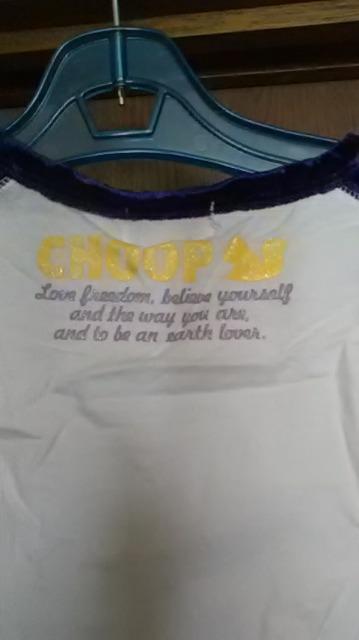 CHOOP
Love freedom, believe yourself
and the way you are,
and to be an earth lover.